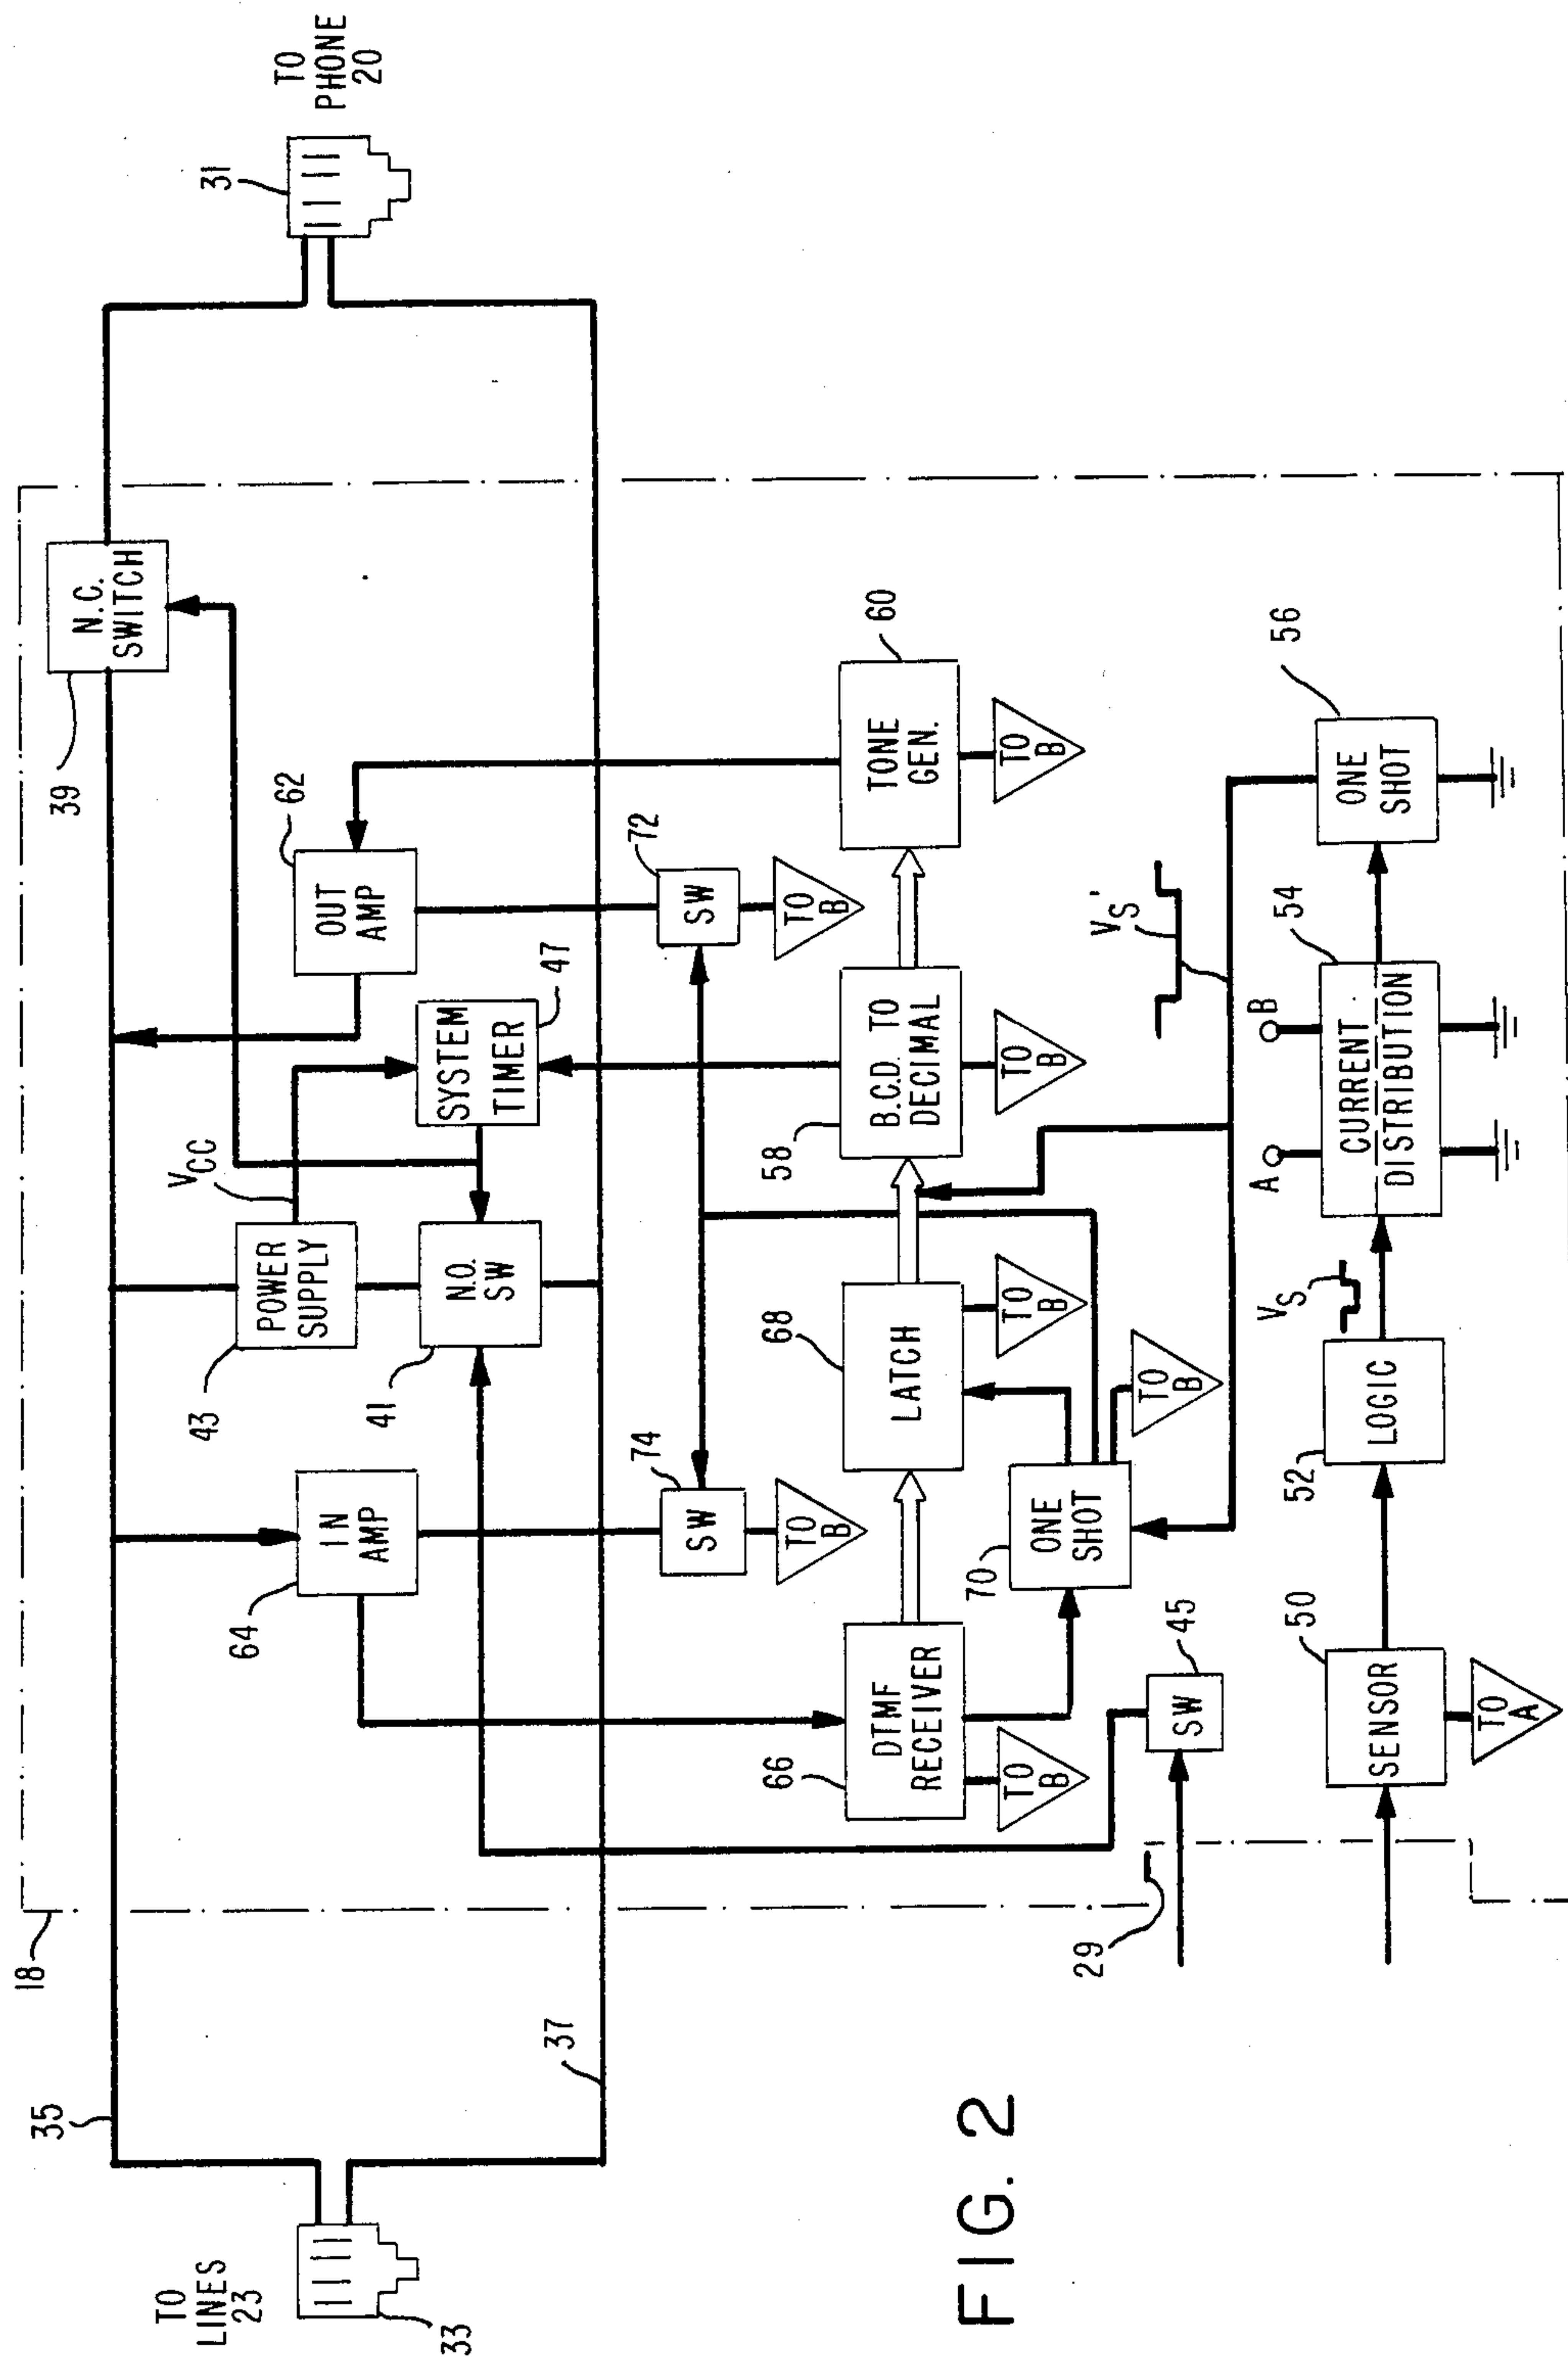 TO
LINES
23
33
35
37
18
TO
PHONE
20
31
39
N.C.
SWITCH
64
IN
AMP
43
POWER
SUPPLY
VCC
41
N.O.
SW
SYSTEM
TIMER
47
OUT
AMP
62
74
SW
TO
B
72
SW
TO
B
66
DTMF
RECEIVER
TO
B
68
LATCH
TO
B
58
B.C.D. TO
DECIMAL
TO
B
60
TONE
GEN.
TO
B
70
ONE
SHOT
TO
B
29
SW
45
VS'
50
SENSOR
TO
A
52
LOGIC
VS
A
B
54
CURRENT
DISTRIBUTION
56
ONE
SHOT
FIG. 2